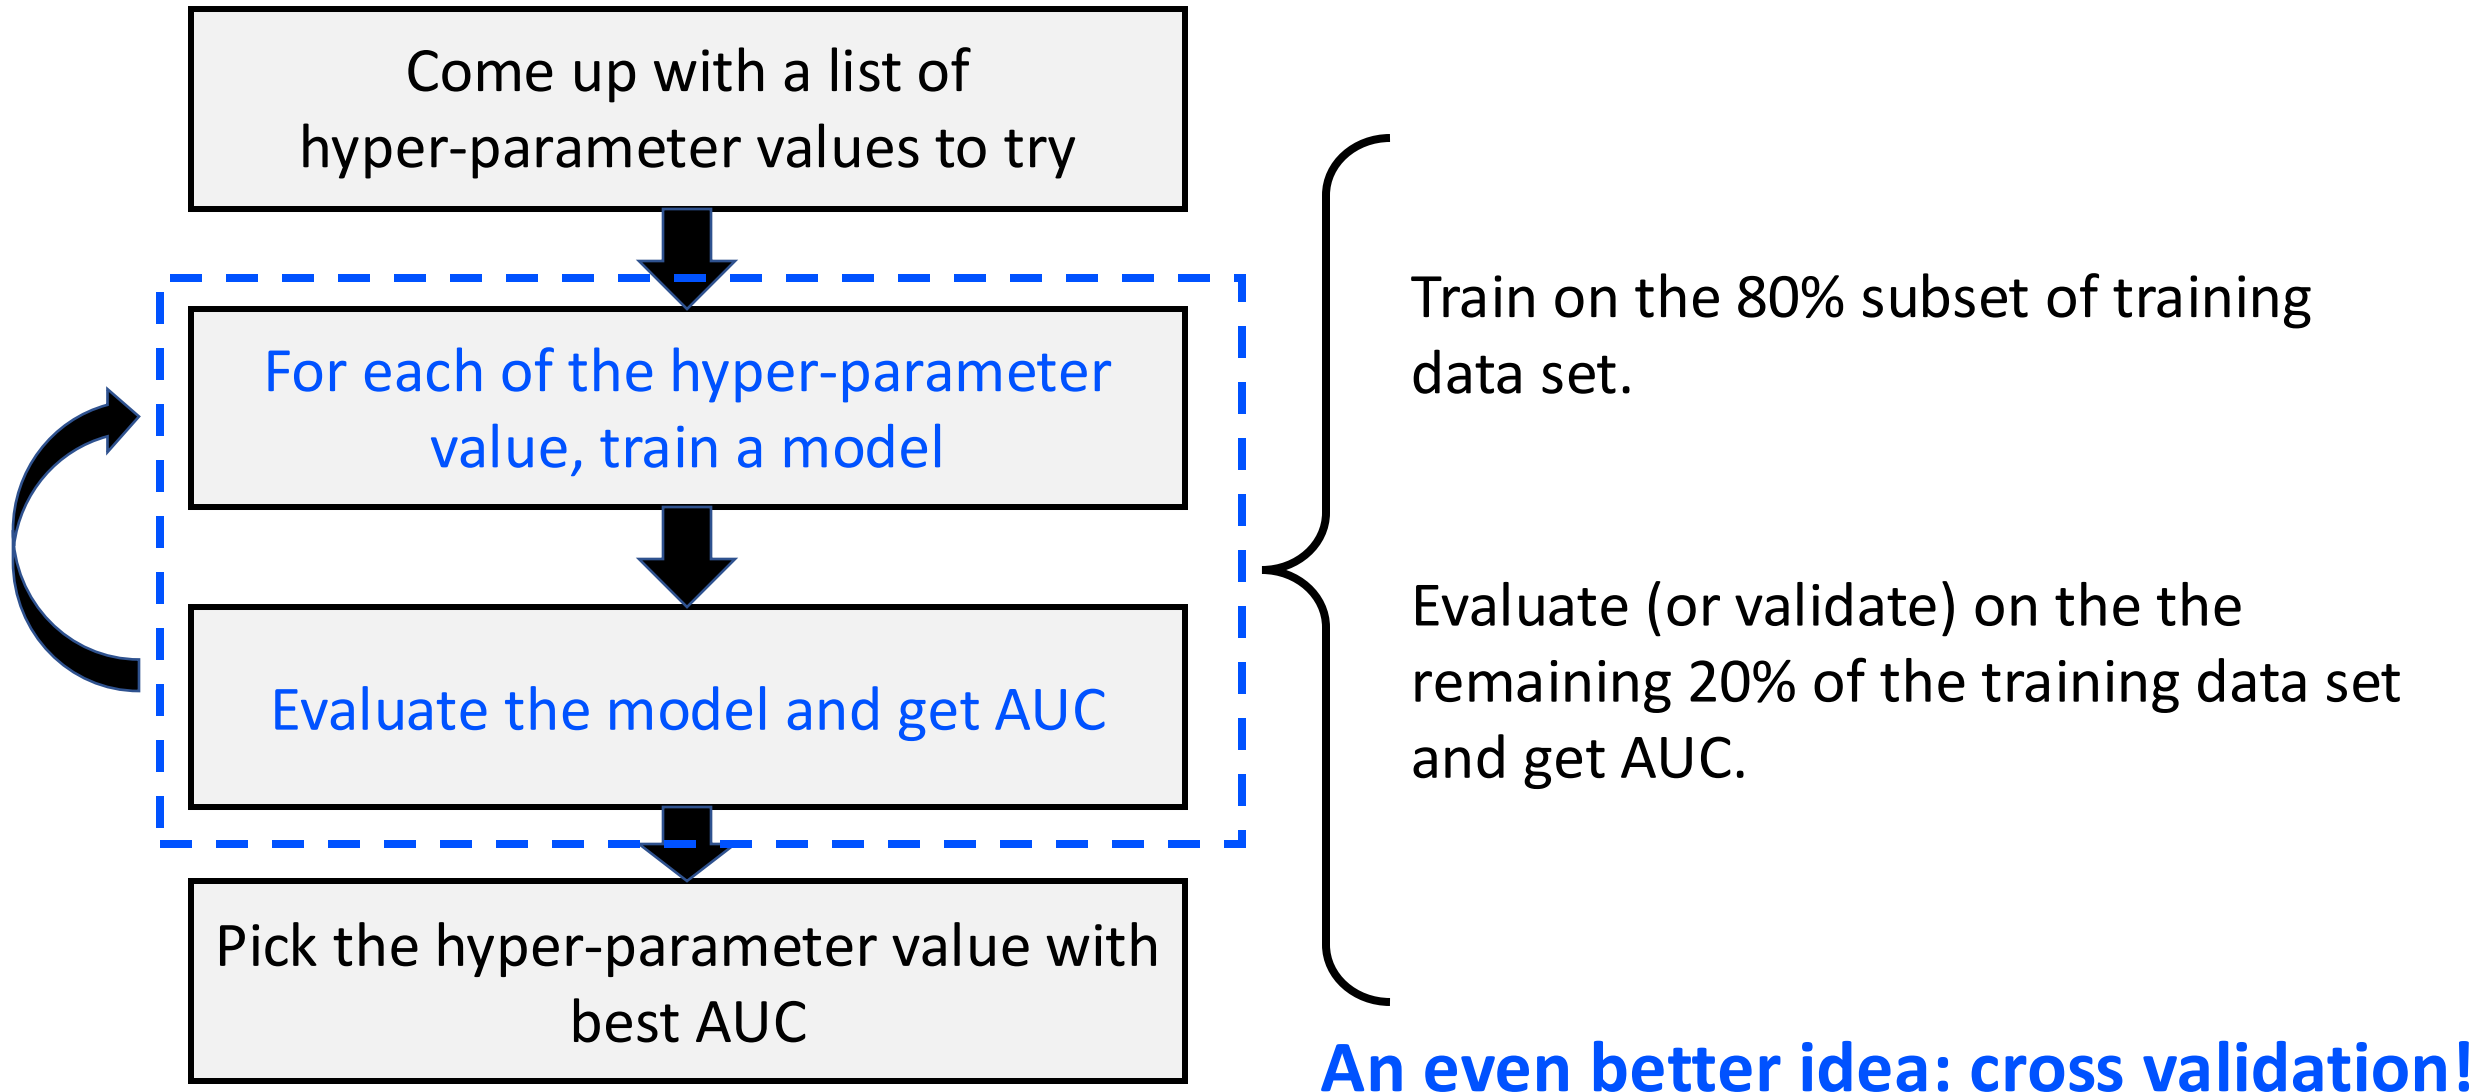 Come up with a list of
hyper-parameter values to try
For each of the hyper-parameter
value, train a model
Evaluate the model and get AUC
Pick the hyper-parameter value with
best AUC
Train on the 80% subset of training
data set.
Evaluate (or validate) on the the
remaining 20% of the training data set
and get AUC.
An even better idea: cross validation!